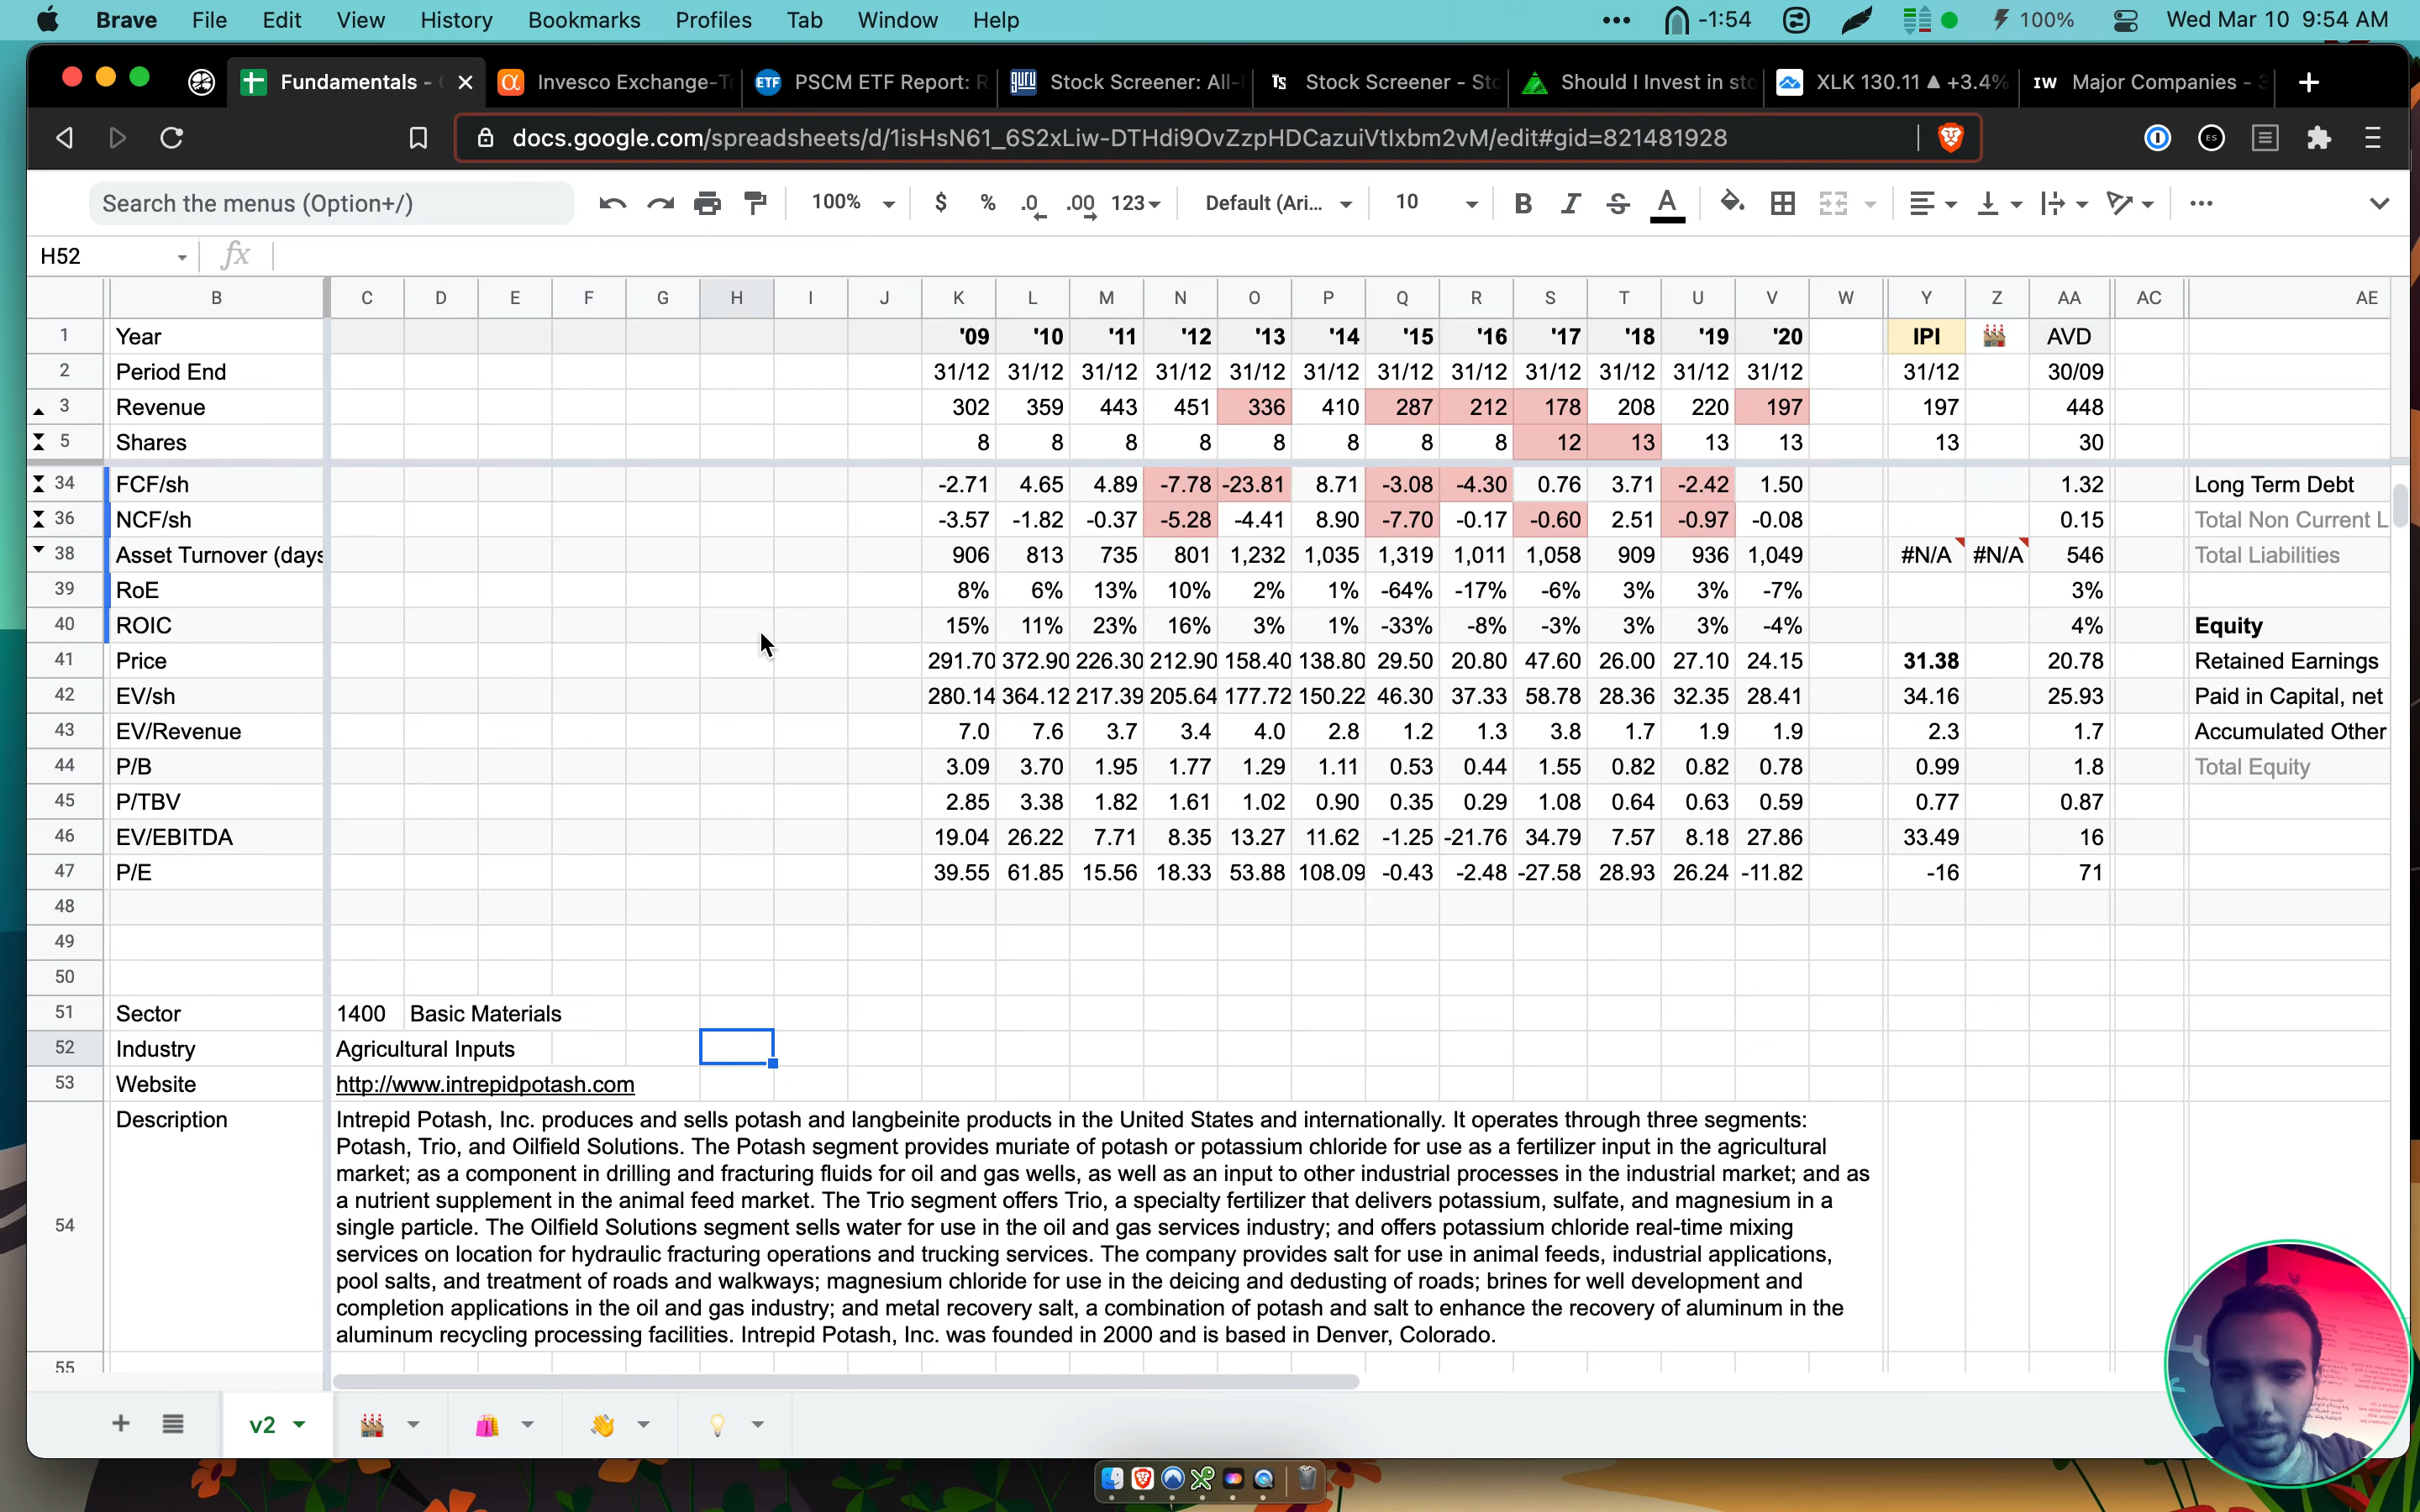 Brave File Edit View History Bookmarks Profiles Tab Window Help ••• -1:54 100% Wed Mar 10 9:54 AM
Fundamentals - Invesco Exchange-T ETF PSCM ETF Report: R guru Stock Screener: All- TS Stock Screener - Sto Should I Invest in sto XLK 130.11 ▲ +3.4% IW Major Companies - 3
docs.google.com/spreadsheets/d/1isHsN61_6S2xLiw-DTHdi9OvZzpHDCazuiVtIxbm2vM/edit#gid=821481928 ES
Search the menus (Option+/) 100% $ % .0 .00 123 Default (Ari... 10 B I S A
H52 fx
B C D E F G H I J K L M N O P Q R S T U V W Y Z AA AC AE
1 Year '09 '10 '11 '12 '13 '14 '15 '16 '17 '18 '19 '20 IPI 🏭 AVD
2 Period End 31/12 31/12 31/12 31/12 31/12 31/12 31/12 31/12 31/12 31/12 31/12 31/12 31/12 30/09
3 Revenue 302 359 443 451 336 410 287 212 178 208 220 197 197 448
5 Shares 8 8 8 8 8 8 8 8 12 13 13 13 13 30
34 FCF/sh -2.71 4.65 4.89 -7.78 -23.81 8.71 -3.08 -4.30 0.76 3.71 -2.42 1.50 1.32 Long Term Debt
36 NCF/sh -3.57 -1.82 -0.37 -5.28 -4.41 8.90 -7.70 -0.17 -0.60 2.51 -0.97 -0.08 0.15 Total Non Current L
38 Asset Turnover (days 906 813 735 801 1,232 1,035 1,319 1,011 1,058 909 936 1,049 #N/A #N/A 546 Total Liabilities
39 RoE 8% 6% 13% 10% 2% 1% -64% -17% -6% 3% 3% -7% 3%
40 ROIC 15% 11% 23% 16% 3% 1% -33% -8% -3% 3% 3% -4% 4% Equity
41 Price 291.70 372.90 226.30 212.90 158.40 138.80 29.50 20.80 47.60 26.00 27.10 24.15 31.38 20.78 Retained Earnings
42 EV/sh 280.14 364.12 217.39 205.64 177.72 150.22 46.30 37.33 58.78 28.36 32.35 28.41 34.16 25.93 Paid in Capital, net
43 EV/Revenue 7.0 7.6 3.7 3.4 4.0 2.8 1.2 1.3 3.8 1.7 1.9 1.9 2.3 1.7 Accumulated Other
44 P/B 3.09 3.70 1.95 1.77 1.29 1.11 0.53 0.44 1.55 0.82 0.82 0.78 0.99 1.8 Total Equity
45 P/TBV 2.85 3.38 1.82 1.61 1.02 0.90 0.35 0.29 1.08 0.64 0.63 0.59 0.77 0.87
46 EV/EBITDA 19.04 26.22 7.71 8.35 13.27 11.62 -1.25 -21.76 34.79 7.57 8.18 27.86 33.49 16
47 P/E 39.55 61.85 15.56 18.33 53.88 108.09 -0.43 -2.48 -27.58 28.93 26.24 -11.82 -16 71
48
49
50
51 Sector 1400 Basic Materials
52 Industry Agricultural Inputs
53 Website http://www.intrepidpotash.com
54 Description Intrepid Potash, Inc. produces and sells potash and langbeinite products in the United States and internationally. It operates through three segments:
Potash, Trio, and Oilfield Solutions. The Potash segment provides muriate of potash or potassium chloride for use as a fertilizer input in the agricultural
market; as a component in drilling and fracturing fluids for oil and gas wells, as well as an input to other industrial processes in the industrial market; and as
a nutrient supplement in the animal feed market. The Trio segment offers Trio, a specialty fertilizer that delivers potassium, sulfate, and magnesium in a
single particle. The Oilfield Solutions segment sells water for use in the oil and gas services industry; and offers potassium chloride real-time mixing
services on location for hydraulic fracturing operations and trucking services. The company provides salt for use in animal feeds, industrial applications,
pool salts, and treatment of roads and walkways; magnesium chloride for use in the deicing and dedusting of roads; brines for well development and
completion applications in the oil and gas industry; and metal recovery salt, a combination of potash and salt to enhance the recovery of aluminum in the
aluminum recycling processing facilities. Intrepid Potash, Inc. was founded in 2000 and is based in Denver, Colorado.
55
v2